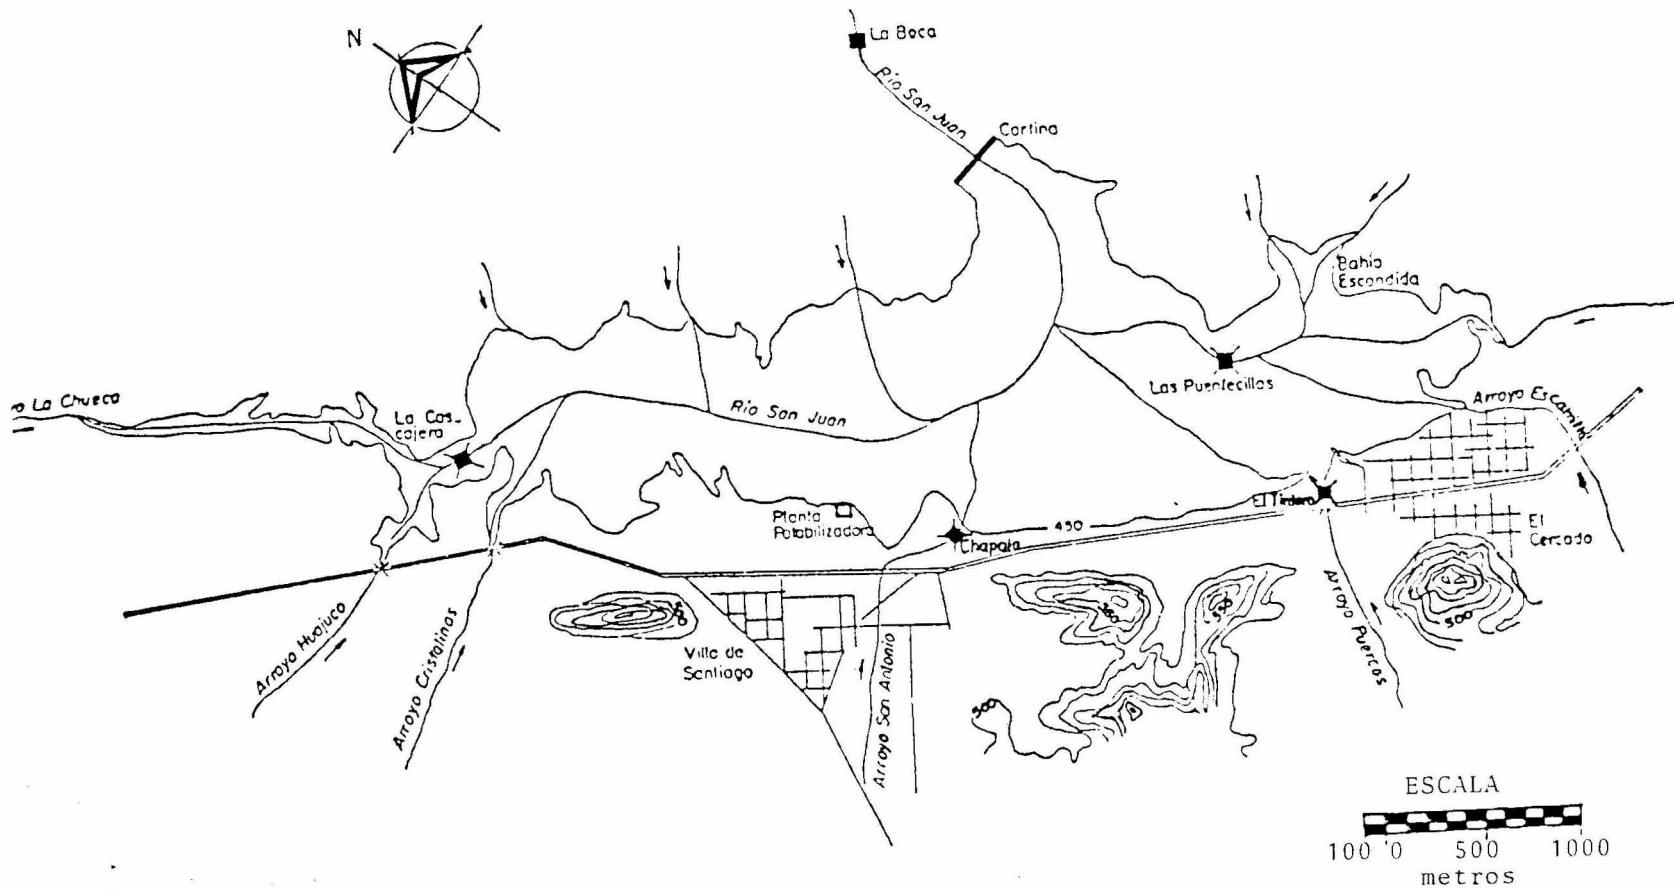 N
La Boca
Río San Juan
Cortina
Bahía
Escondida
La Chueca
La Cas-
cajera
Río San Juan
Las Puentecillas
Arroyo Escamilla
Planta
Potabilizadora
Chapala
450
El Cercado
Arroyo Huajuco
Arroyo Cristalinas
500
Villa de
Santiago
Arroyo San Antonio
500
Arroyo Puercos
500
ESCALA
100 0 500 1000
metros